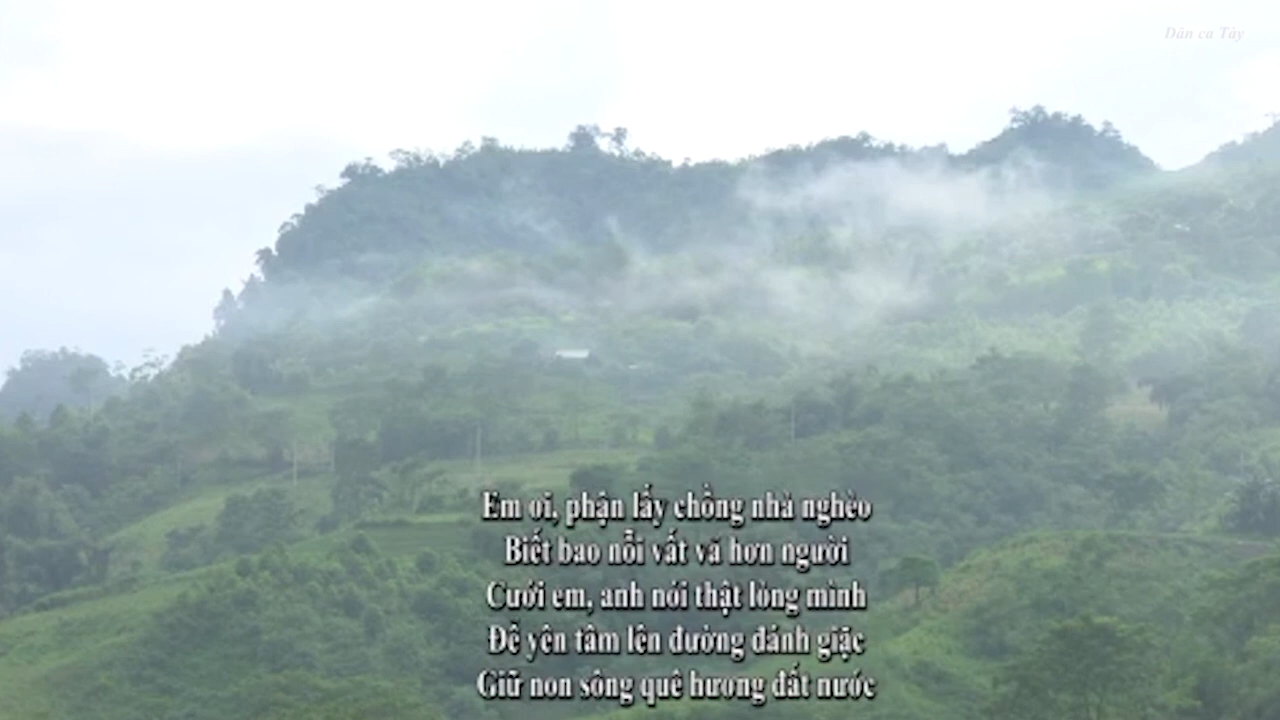 Dân ca Tày
Em ơi, phận lấy chồng nhà nghèo
Biết bao nỗi vất vả hơn người
Cưới em, anh nói thật lòng mình
Để yên tâm lên đường đánh giặc
Giữ non sông quê hương đất nước